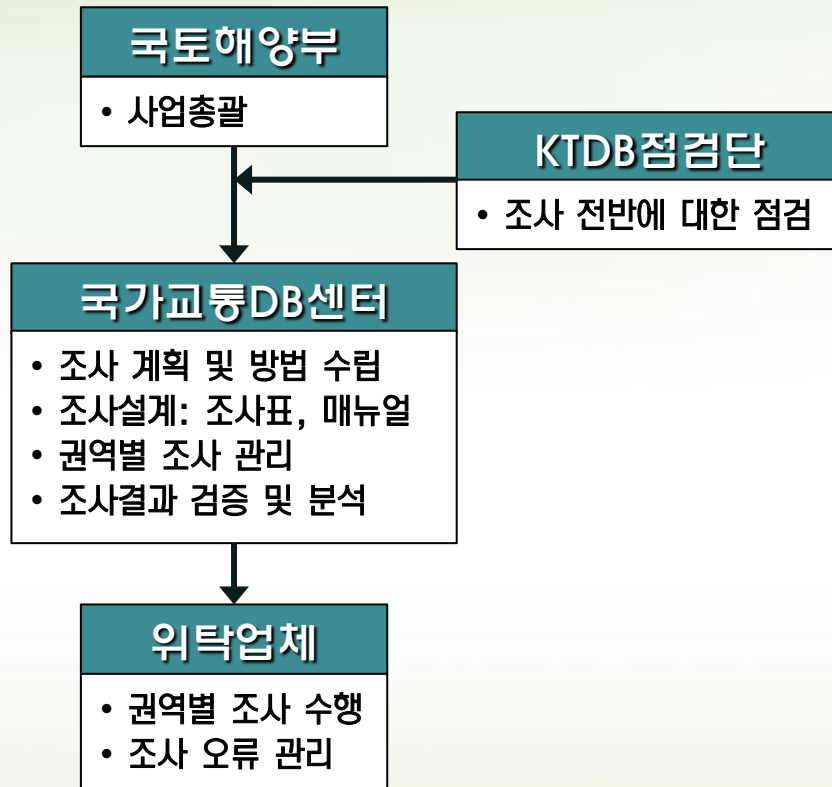 국토해양부
• 사업총괄
KTDB점검단
• 조사 전반에 대한 점검
국가교통DB센터
• 조사 계획 및 방법 수립
• 조사설계: 조사표, 매뉴얼
• 권역별 조사 관리
• 조사결과 검증 및 분석
위탁업체
• 권역별 조사 수행
• 조사 오류 관리